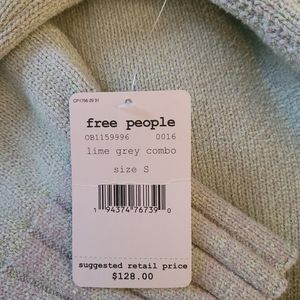 free people
OB1159996 0016
lime grey combo
size S
1 94374 76739 0
suggested retail price
$128.00